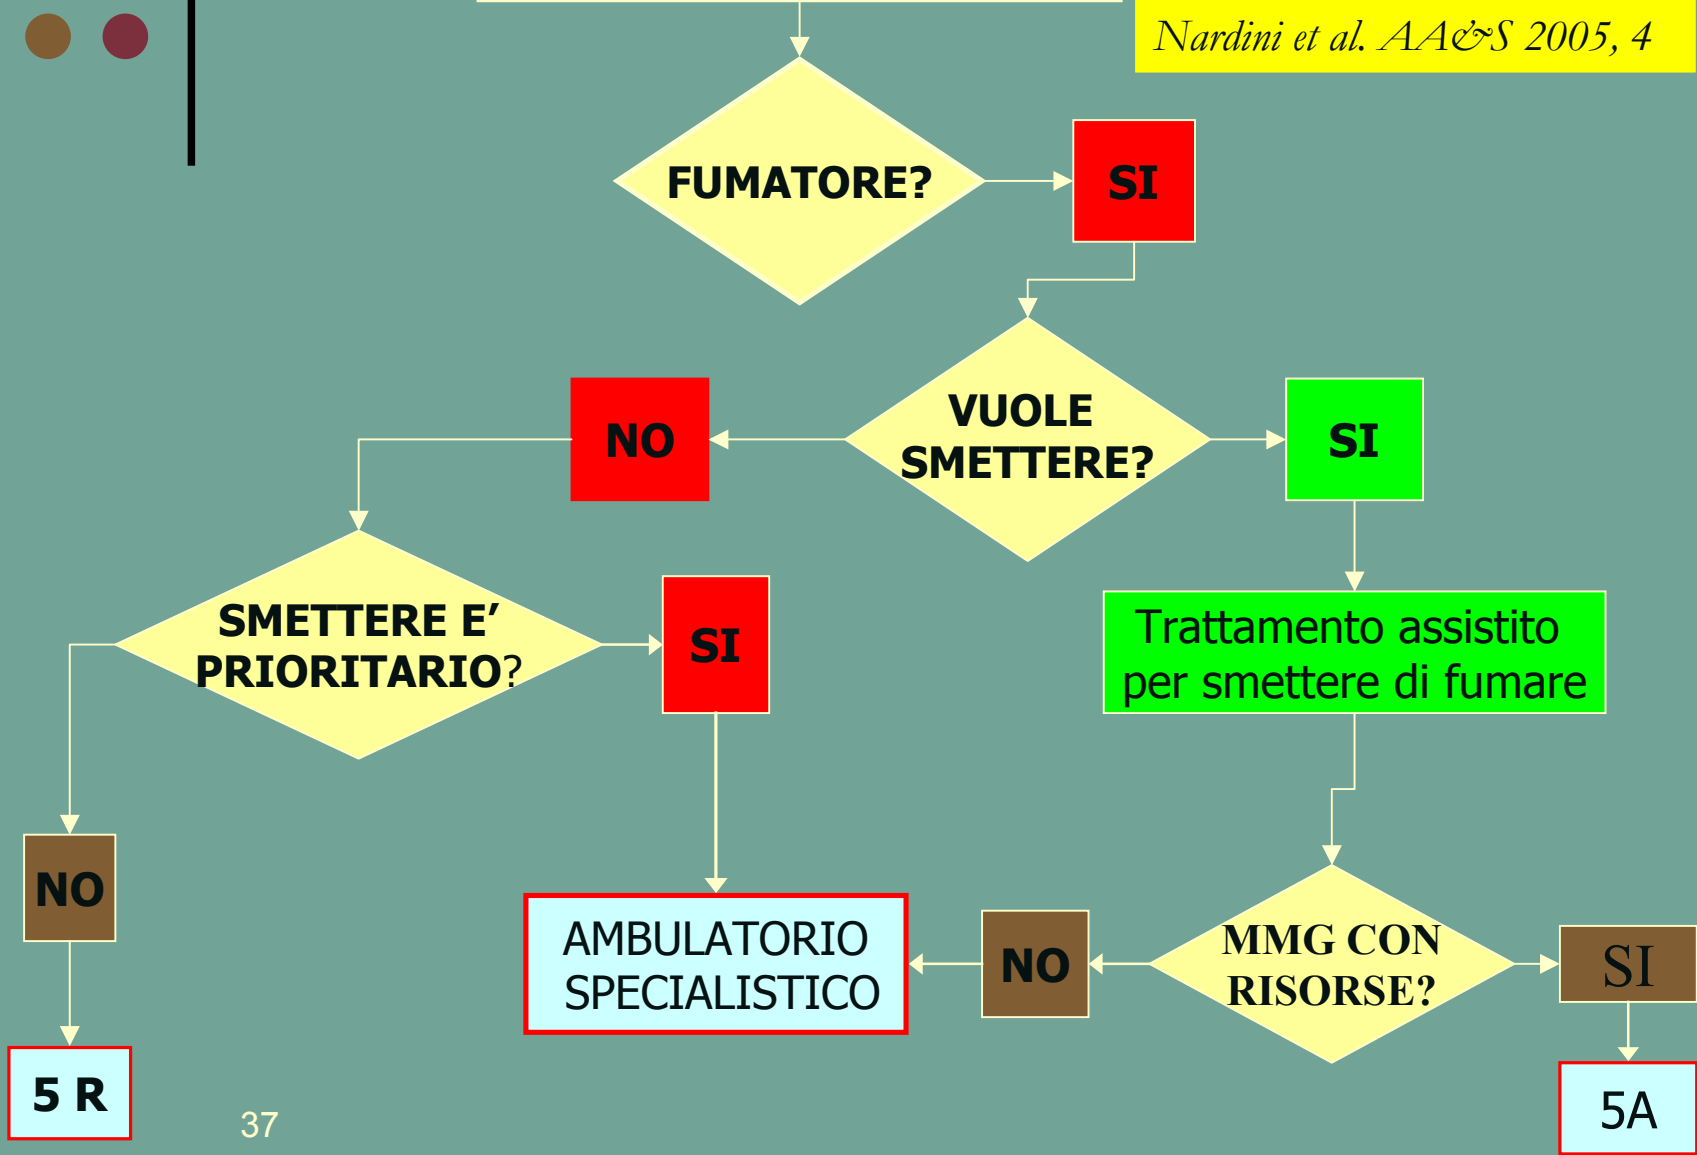 Nardini et al. AA&S 2005, 4
FUMATORE?
SI
VUOLE
SMETTERE?
NO
SI
SMETTERE E’
PRIORITARIO?
SI
Trattamento assistito
per smettere di fumare
NO
AMBULATORIO
SPECIALISTICO
NO
MMG CON
RISORSE?
SI
5 R
5A
37